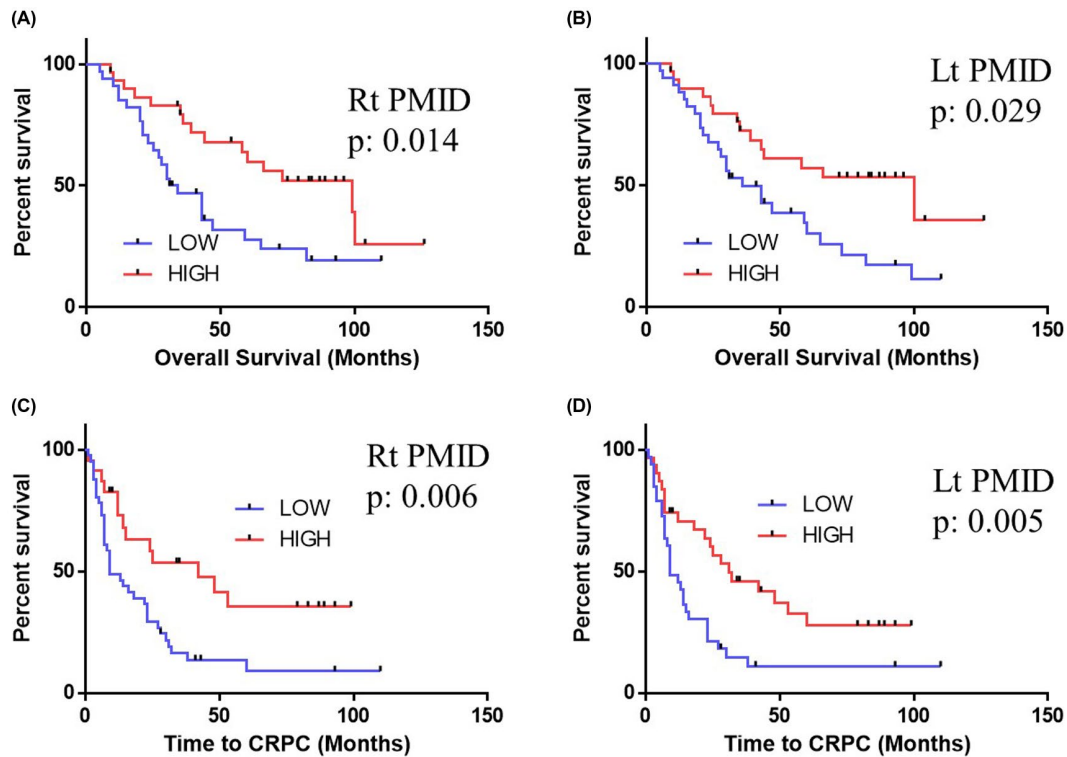 (A)
Percent survival
100
50
0
0 50 100 150
Overall Survival (Months)
Rt PMID
p: 0.014
LOW
HIGH
(B)
Percent survival
100
50
0
0 50 100 150
Overall Survival (Months)
Lt PMID
p: 0.029
LOW
HIGH
(C)
Percent survival
100
50
0
0 50 100 150
Time to CRPC (Months)
Rt PMID
p: 0.006
LOW
HIGH
(D)
Percent survival
100
50
0
0 50 100 150
Time to CRPC (Months)
Lt PMID
p: 0.005
LOW
HIGH